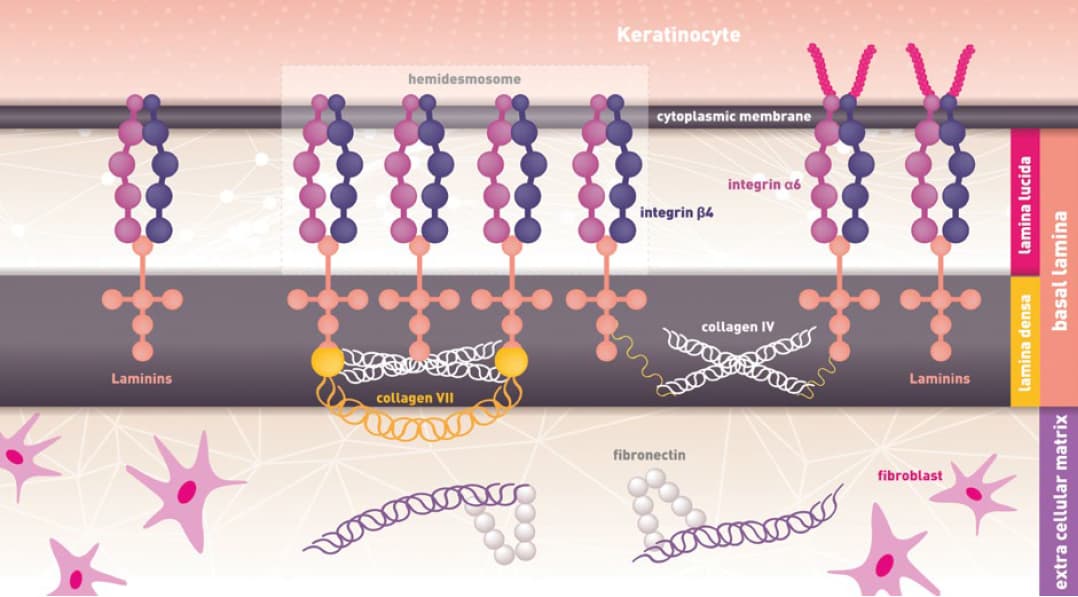 Keratinocyte
hemidesmosome
cytoplasmic membrane
integrin α6
integrin β4
lamina lucida
basal lamina
lamina densa
collagen IV
Laminins
collagen VII
Laminins
extra cellular matrix
fibronectin
fibroblast